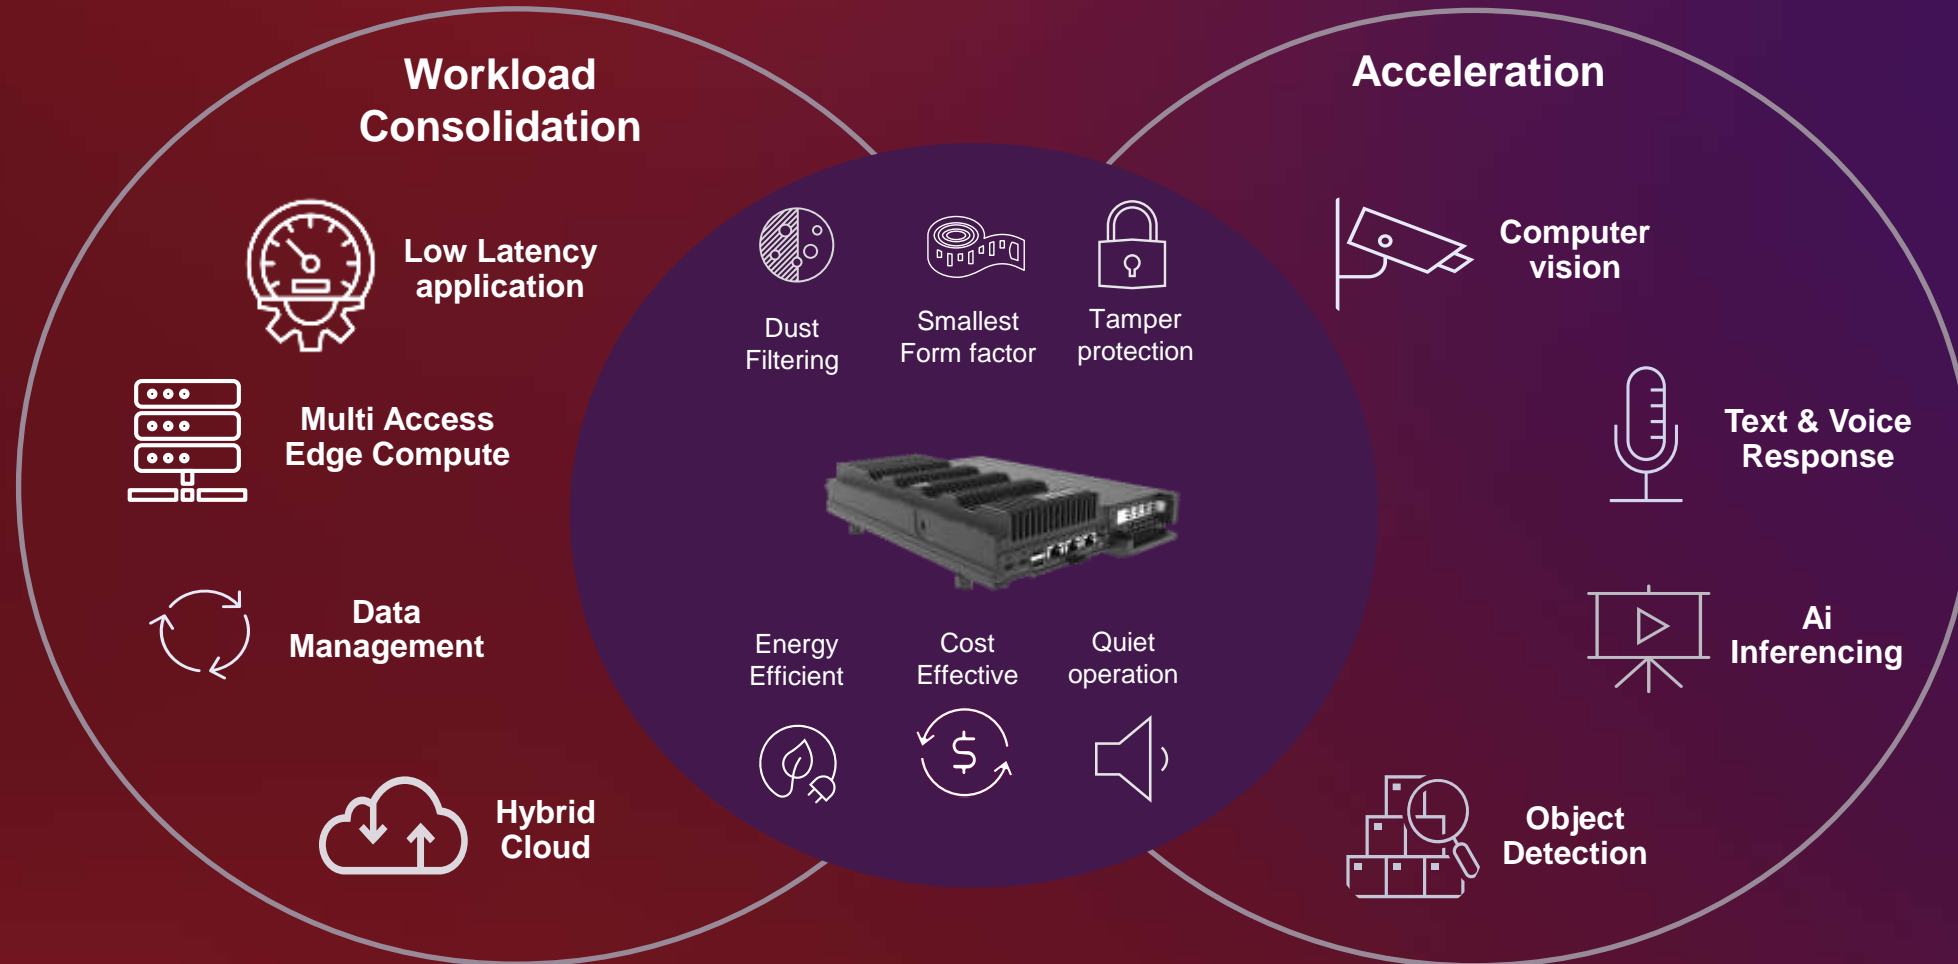 Workload
Consolidation
Low Latency
application
Multi Access
Edge Compute
Data
Management
Hybrid
Cloud
Dust
Filtering
Smallest
Form factor
Tamper
protection
Energy
Efficient
Cost
Effective
$
Quiet
operation
Acceleration
Computer
vision
Text & Voice
Response
Ai
Inferencing
Object
Detection